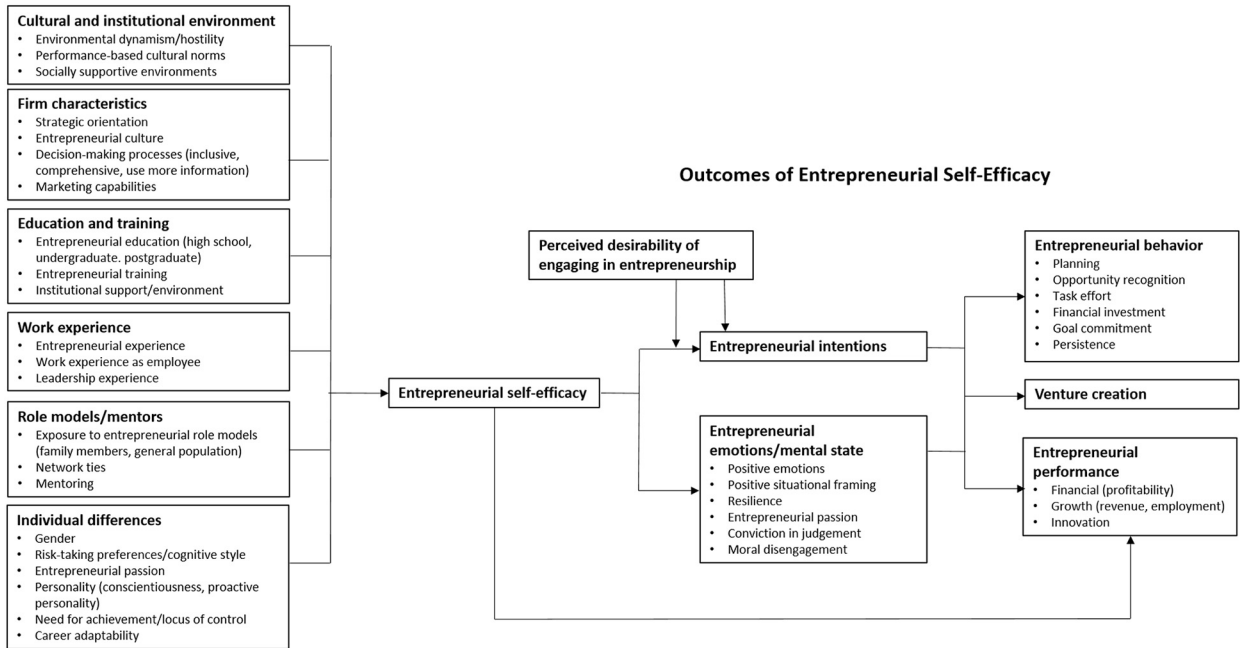 Cultural and institutional environment
• Environmental dynamism/hostility
• Performance-based cultural norms
• Socially supportive environments
Firm characteristics
• Strategic orientation
• Entrepreneurial culture
• Decision-making processes (inclusive,
comprehensive, use more information)
• Marketing capabilities
Education and training
• Entrepreneurial education (high school,
undergraduate. postgraduate)
• Entrepreneurial training
• Institutional support/environment
Work experience
• Entrepreneurial experience
• Work experience as employee
• Leadership experience
Role models/mentors
• Exposure to entrepreneurial role models
(family members, general population)
• Network ties
• Mentoring
Individual differences
• Gender
• Risk-taking preferences/cognitive style
• Entrepreneurial passion
• Personality (conscientiousness, proactive
personality)
• Need for achievement/locus of control
• Career adaptability
Entrepreneurial self-efficacy
Outcomes of Entrepreneurial Self-Efficacy
Perceived desirability of
engaging in entrepreneurship
Entrepreneurial intentions
Entrepreneurial
emotions/mental state
• Positive emotions
• Positive situational framing
• Resilience
• Entrepreneurial passion
• Conviction in judgement
• Moral disengagement
Entrepreneurial behavior
• Planning
• Opportunity recognition
• Task effort
• Financial investment
• Goal commitment
• Persistence
Venture creation
Entrepreneurial
performance
• Financial (profitability)
• Growth (revenue, employment)
• Innovation